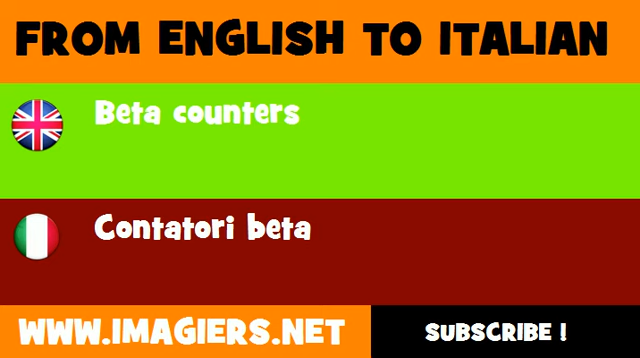 FROM ENGLISH TO ITALIAN
Beta counters
Contatori beta
WWW.IMAGIERS.NET
SUBSCRIBE !